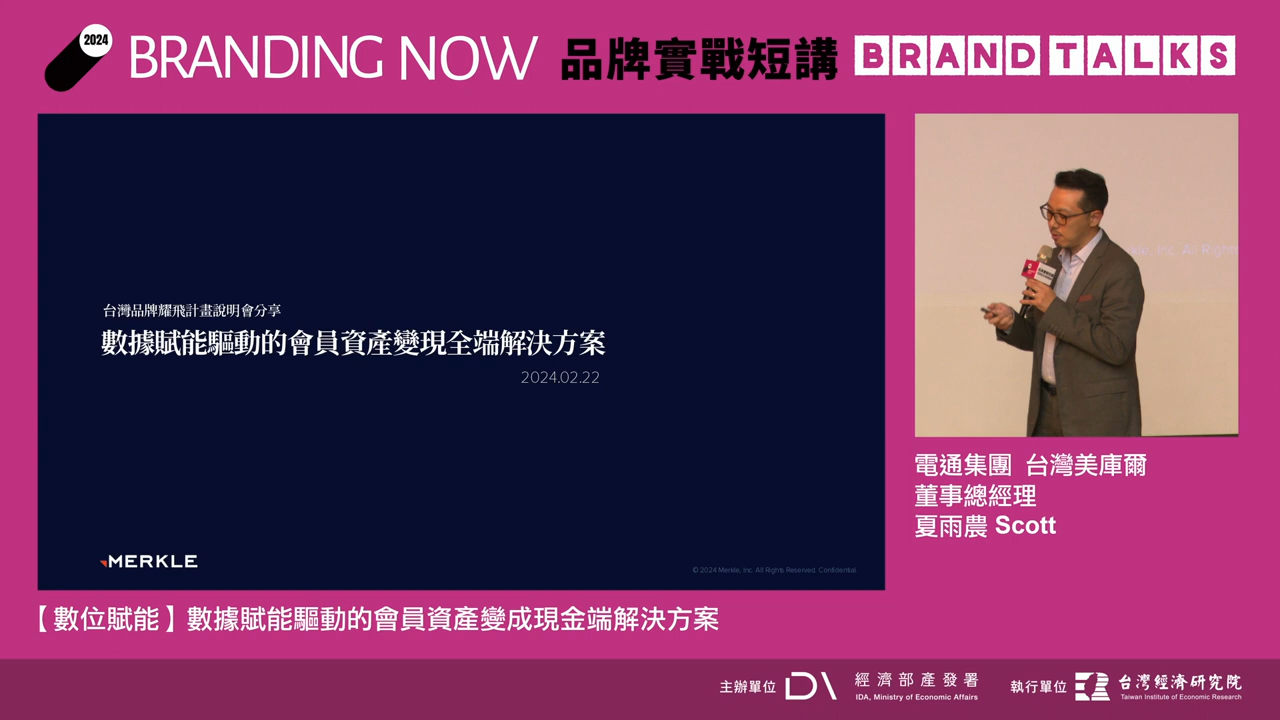 2024
BRANDING NOW 品牌實戰短講 BRAND TALKS
台灣品牌耀飛計畫說明會分享
數據賦能驅動的會員資產變現全端解決方案
2024.02.22
MERKLE
© 2024 Merkle, Inc. All Rights Reserved. Confidential.
kle, Inc. All Rights
電通集團 台灣美庫爾
董事總經理
夏雨農 Scott
【數位賦能】數據賦能驅動的會員資產變成現金端解決方案
主辦單位 IDA 經濟部產發署
IDA, Ministry of Economic Affairs
執行單位 台灣經濟研究院
Taiwan Institute of Economic Research